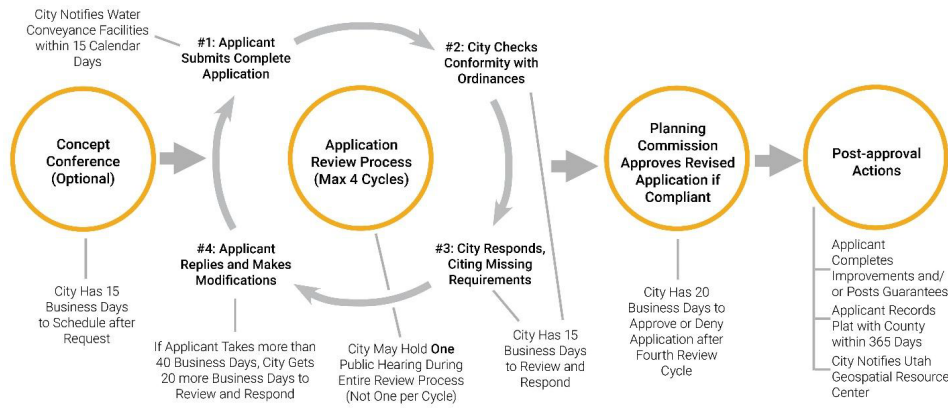 City Notifies Water
Conveyance Facilities
within 15 Calendar
Days
#1: Applicant
Submits Complete
Application
#2: City Checks
Conformity with
Ordinances
Concept
Conference
(Optional)
Application
Review Process
(Max 4 Cycles)
Planning
Commission
Approves Revised
Application if
Compliant
Post-approval
Actions
#4: Applicant
Replies and Makes
Modifications
#3: City Responds,
Citing Missing
Requirements
City Has 15
Business Days
to Schedule after
Request
If Applicant Takes more than
40 Business Days, City Gets
20 more Business Days to
Review and Respond
City May Hold One
Public Hearing During
Entire Review Process
(Not One per Cycle)
City Has 15
Business Days
to Review and
Respond
City Has 20
Business Days to
Approve or Deny
Application after
Fourth Review
Cycle
Applicant
Completes
Improvements and/
or Posts Guarantees
Applicant Records
Plat with County
within 365 Days
City Notifies Utah
Geospatial Resource
Center